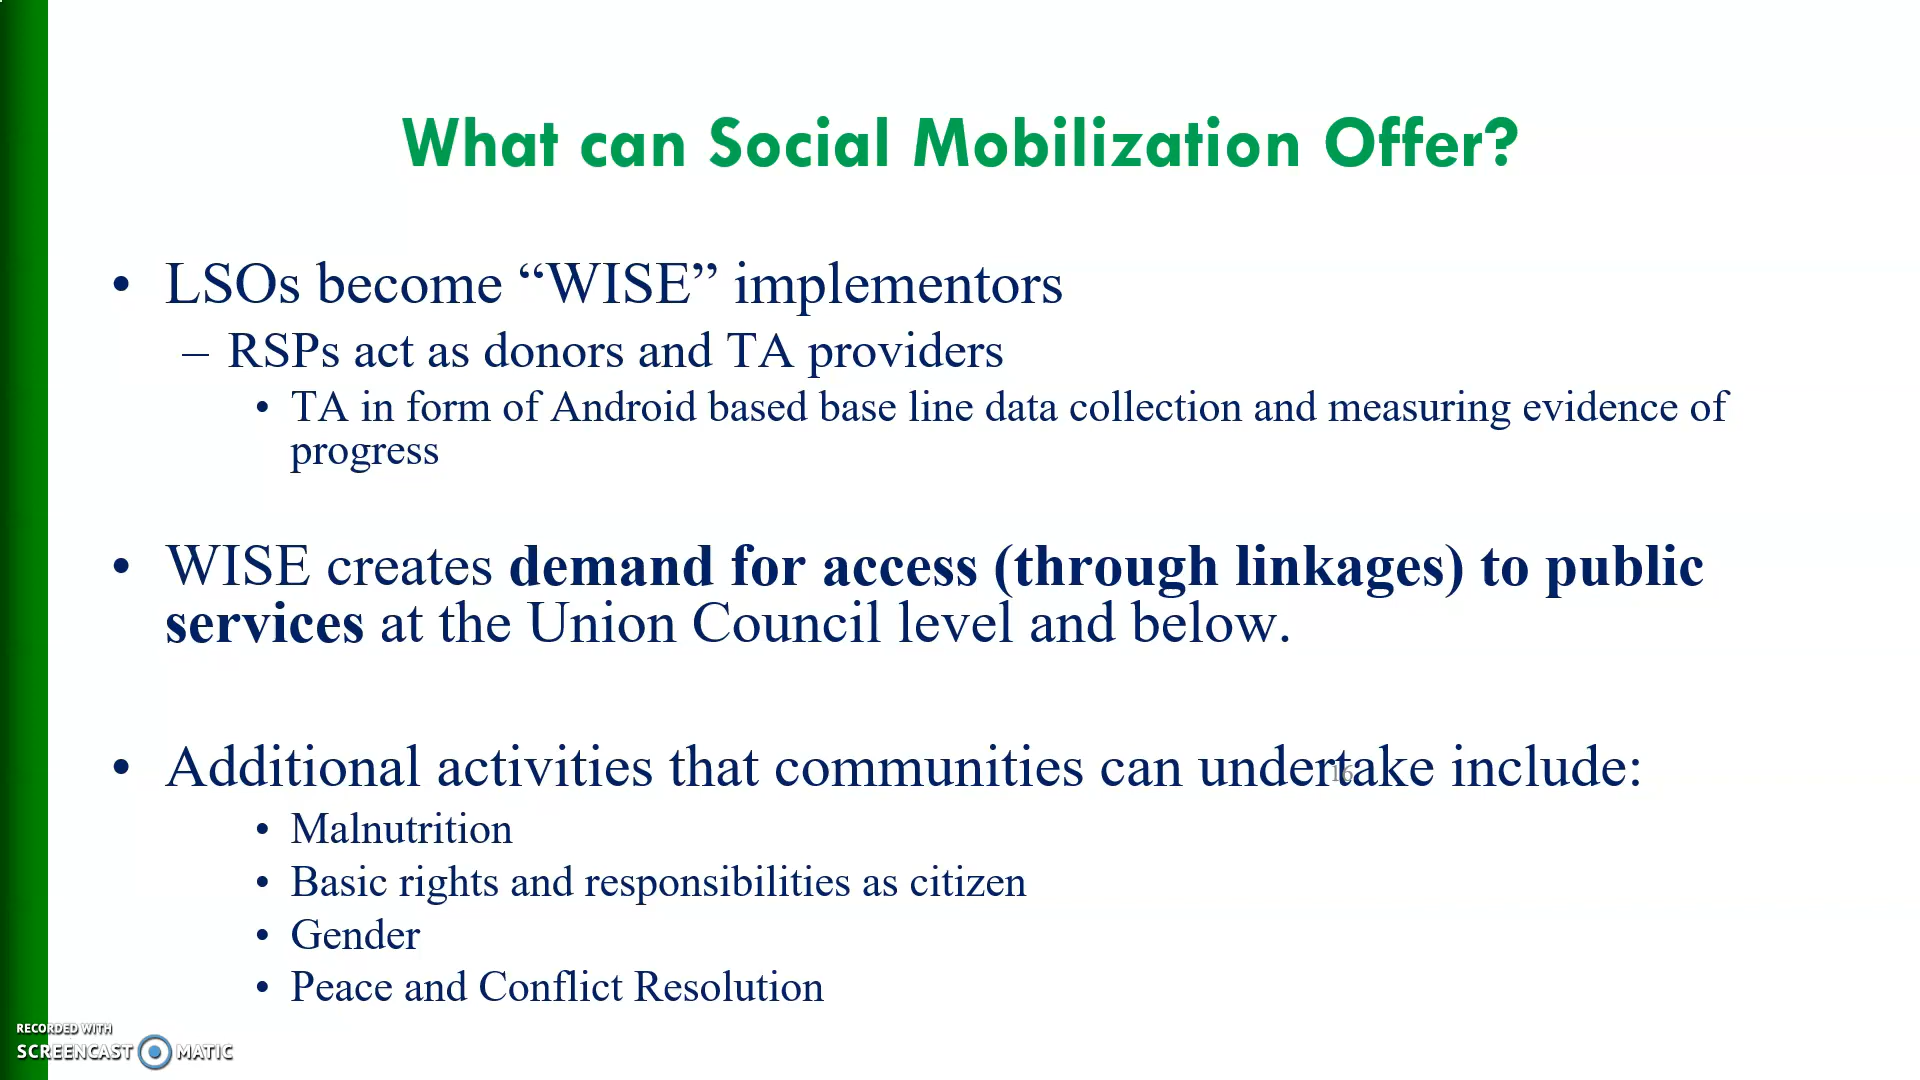 What can Social Mobilization Offer?
• LSOs become “WISE” implementors
– RSPs act as donors and TA providers
• TA in form of Android based base line data collection and measuring evidence of
progress
• WISE creates demand for access (through linkages) to public
services at the Union Council level and below.
• Additional activities that communities can undertake include:
16
• Malnutrition
• Basic rights and responsibilities as citizen
• Gender
• Peace and Conflict Resolution
RECORDED WITH
SCREENCAST MATIC